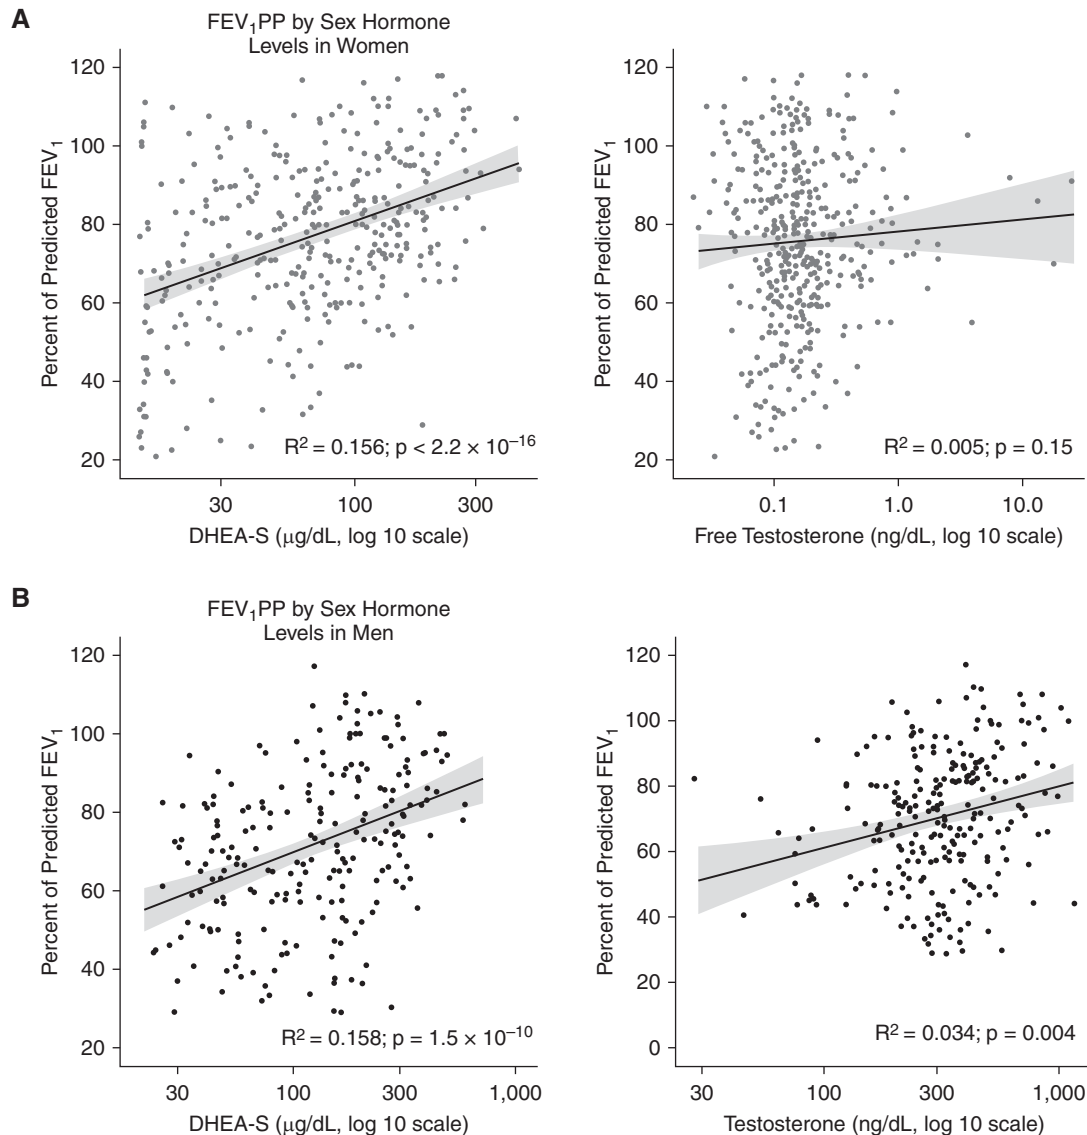 A
FEV₁PP by Sex Hormone
Levels in Women
Percent of Predicted FEV₁
120
100
80
60
40
20
R² = 0.156; p < 2.2 × 10⁻¹⁶
30 100 300
DHEA-S (μg/dL, log 10 scale)
Percent of Predicted FEV₁
120
100
80
60
40
20
R² = 0.005; p = 0.15
0.1 1.0 10.0
Free Testosterone (ng/dL, log 10 scale)
B
FEV₁PP by Sex Hormone
Levels in Men
Percent of Predicted FEV₁
120
100
80
60
40
20
R² = 0.158; p = 1.5 × 10⁻¹⁰
30 100 300 1,000
DHEA-S (μg/dL, log 10 scale)
Percent of Predicted FEV₁
120
100
80
60
40
20
0
R² = 0.034; p = 0.004
30 100 300 1,000
Testosterone (ng/dL, log 10 scale)